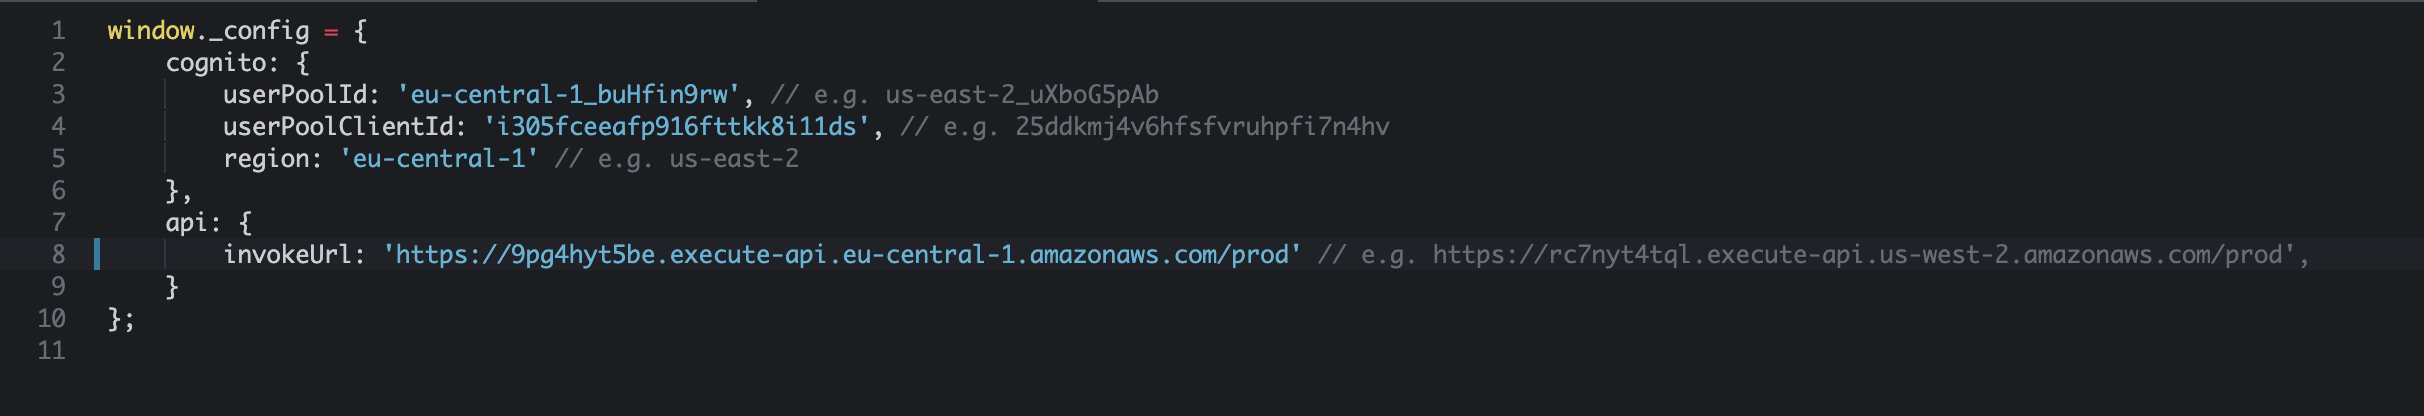 1 window._config = {
2 cognito: {
3 userPoolId: 'eu-central-1_buHfin9rw', // e.g. us-east-2_uXboG5pAb
4 userPoolClientId: 'i305fceeafp916fttkk8i11ds', // e.g. 25ddkmj4v6hfsfvruhpfi7n4hv
5 region: 'eu-central-1' // e.g. us-east-2
6 },
7 api: {
8 invokeUrl: 'https://9pg4hyt5be.execute-api.eu-central-1.amazonaws.com/prod' // e.g. https://rc7nyt4tql.execute-api.us-west-2.amazonaws.com/prod',
9 }
10 };
11